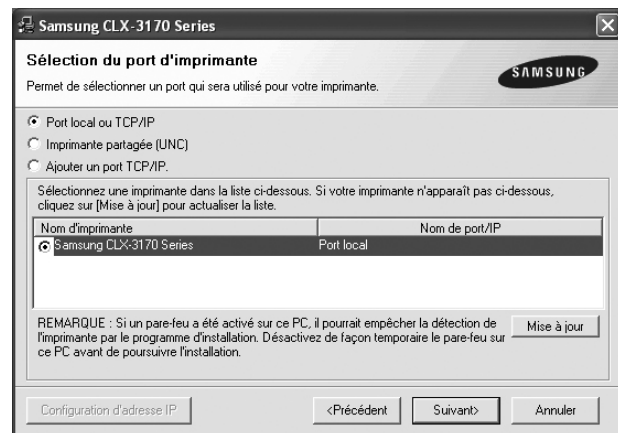 Samsung CLX-3170 Series
Sélection du port d'imprimante
Permet de sélectionner un port qui sera utilisé pour votre imprimante.
SAMSUNG
Port local ou TCP/IP
Imprimante partagée (UNC)
Ajouter un port TCP/IP.
Sélectionnez une imprimante dans la liste ci-dessous. Si votre imprimante n'apparaît pas ci-dessous,
cliquez sur [Mise à jour] pour actualiser la liste.
Nom d'imprimante Nom de port/IP
Samsung CLX-3170 Series Port local
REMARQUE : Si un pare-feu a été activé sur ce PC, il pourrait empêcher la détection de
l'imprimante par le programme d'installation. Désactivez de façon temporaire le pare-feu sur
ce PC avant de poursuivre l'installation.
Mise à jour
Configuration d'adresse IP <Précédent Suivant> Annuler